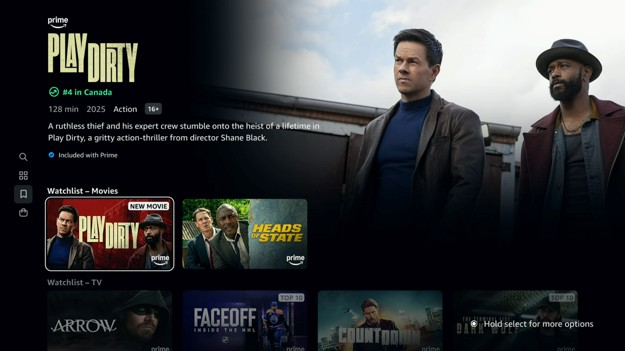 prime
PLAY DIRTY
#4 in Canada
128 min 2025 Action 16+
A ruthless thief and his expert crew stumble onto the heist of a lifetime in
Play Dirty, a gritty action-thriller from director Shane Black.
Included with Prime
Watchlist – Movies
NEW MOVIE
PLAY DIRTY
prime
HEADS OF STATE
prime
Watchlist – TV
ARROW
prime
TOP 10
FACEOFF
INSIDE THE NHL
prime
COUNTDOWN
prime
TOP 10
DARK WOLF
Hold select for more options